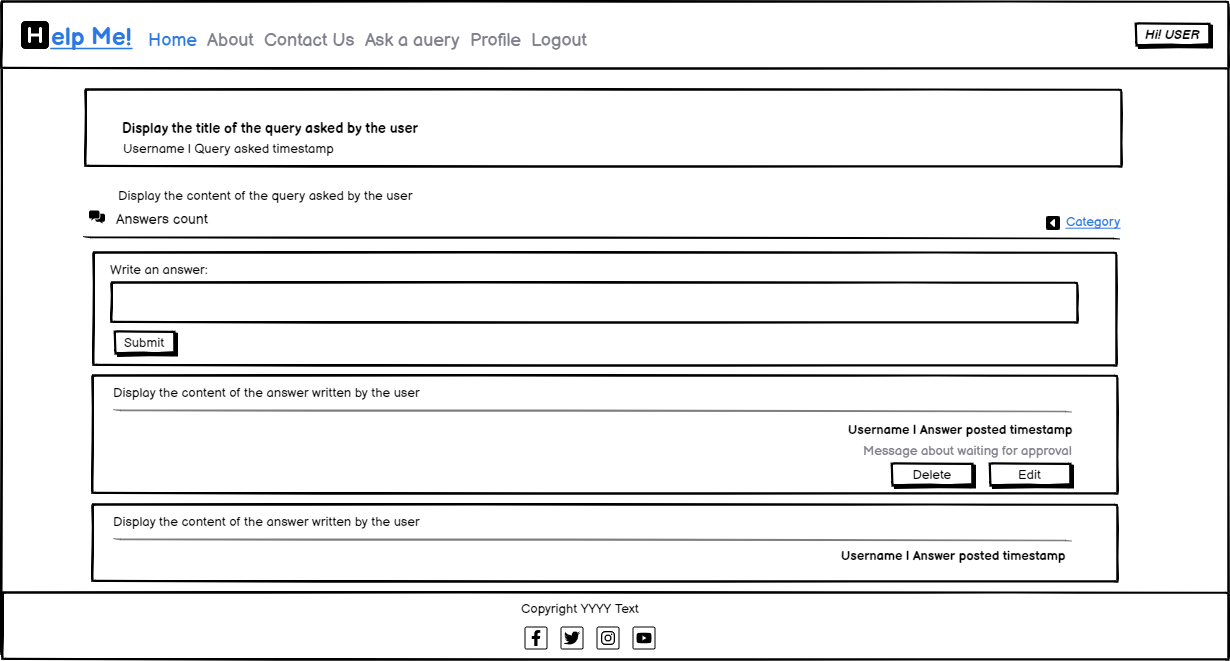 Help Me! Home About Contact Us Ask a auery Profile Logout Hi! USER
Display the title of the query asked by the user
Username | Query asked timestamp
Display the content of the query asked by the user
Answers count Category
Write an answer:
Submit
Display the content of the answer written by the user
Username | Answer posted timestamp
Message about waiting for approval
Delete Edit
Display the content of the answer written by the user
Username | Answer posted timestamp
Copyright YYYY Text